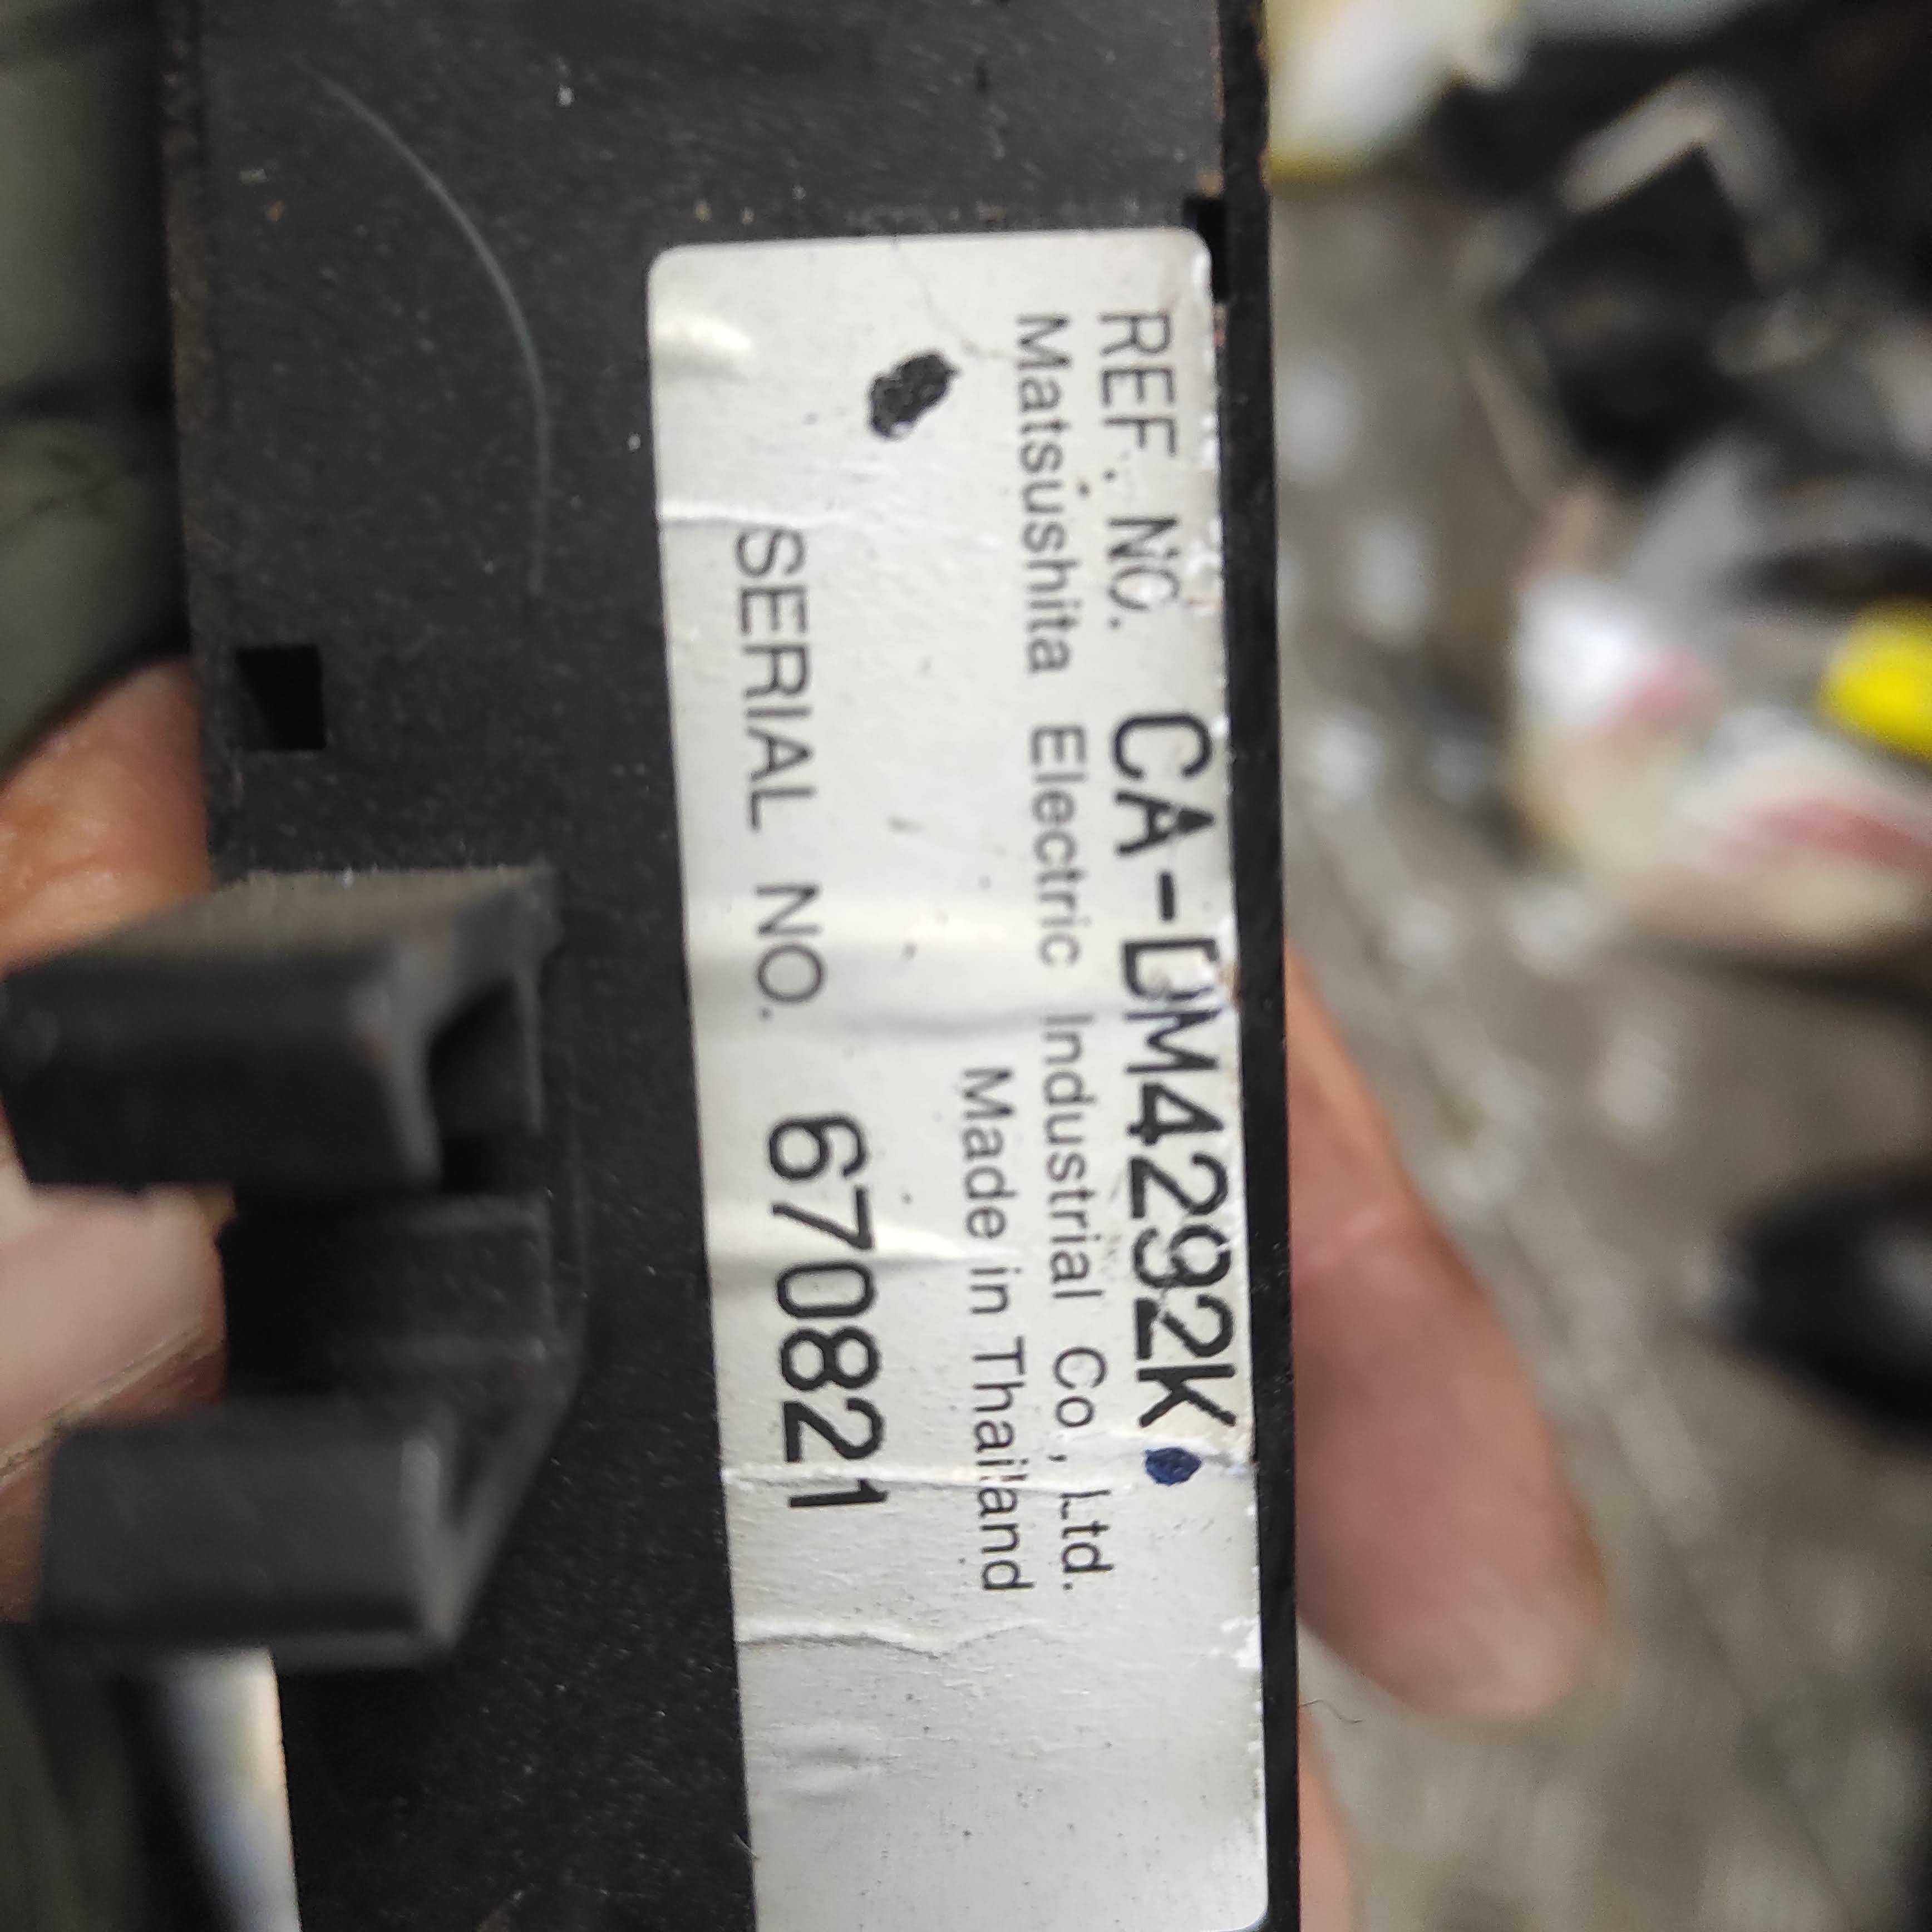 REF. NO. CA-DM4292K
Matsushita Electric Industrial Co., Ltd.
Made in Thailand
SERIAL NO. 670821